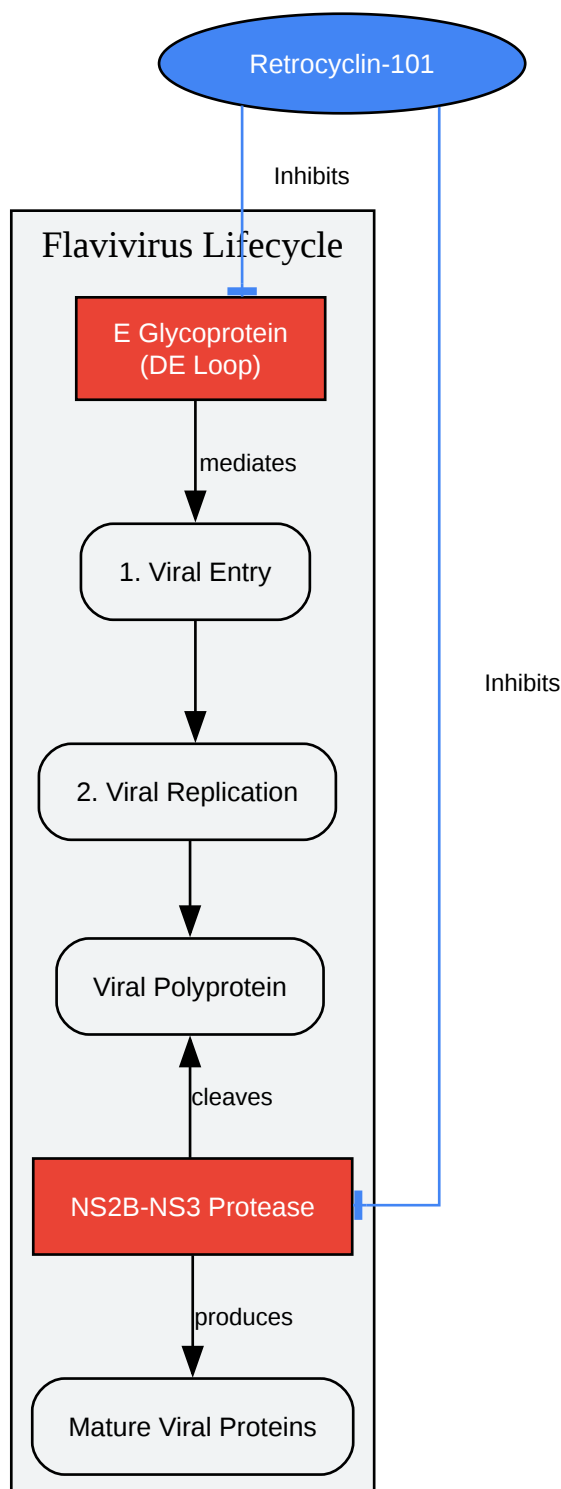 Retrocyclin-101
Inhibits
Flavivirus Lifecycle
E Glycoprotein
(DE Loop)
mediates
1. Viral Entry
Inhibits
2. Viral Replication
Viral Polyprotein
cleaves
NS2B-NS3 Protease
produces
Mature Viral Proteins